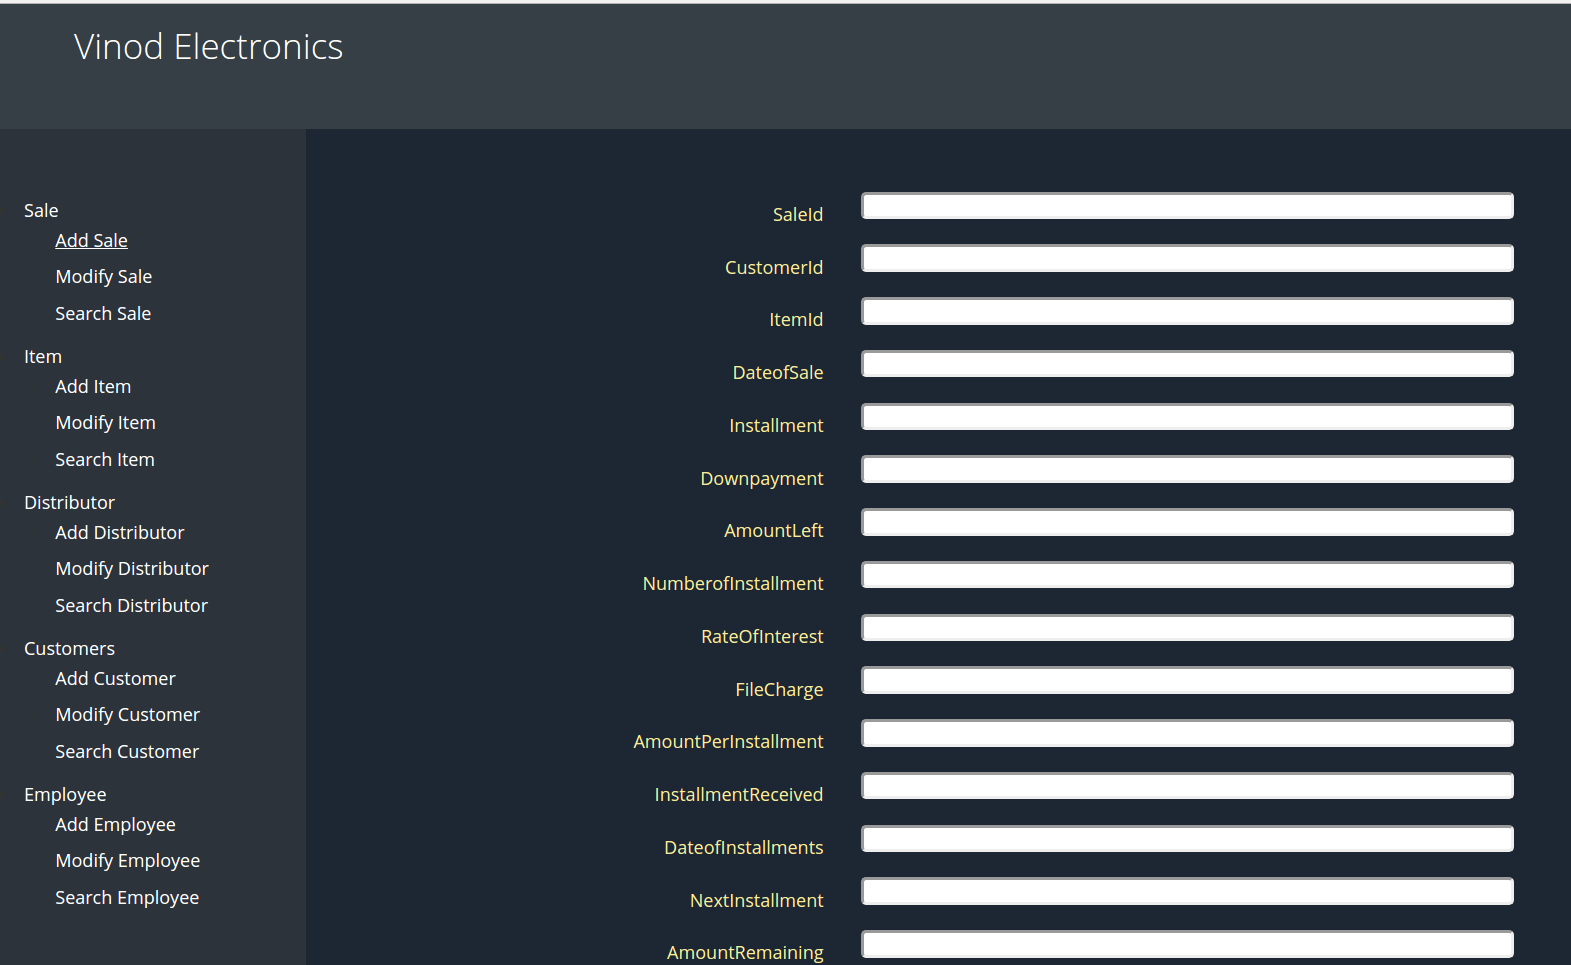 Vinod Electronics
Sale
Add Sale
Modify Sale
Search Sale
Item
Add Item
Modify Item
Search Item
Distributor
Add Distributor
Modify Distributor
Search Distributor
Customers
Add Customer
Modify Customer
Search Customer
Employee
Add Employee
Modify Employee
Search Employee
SaleId
CustomerId
ItemId
DateofSale
Installment
Downpayment
AmountLeft
NumberofInstallment
RateOfInterest
FileCharge
AmountPerInstallment
InstallmentReceived
DateofInstallments
NextInstallment
AmountRemaining